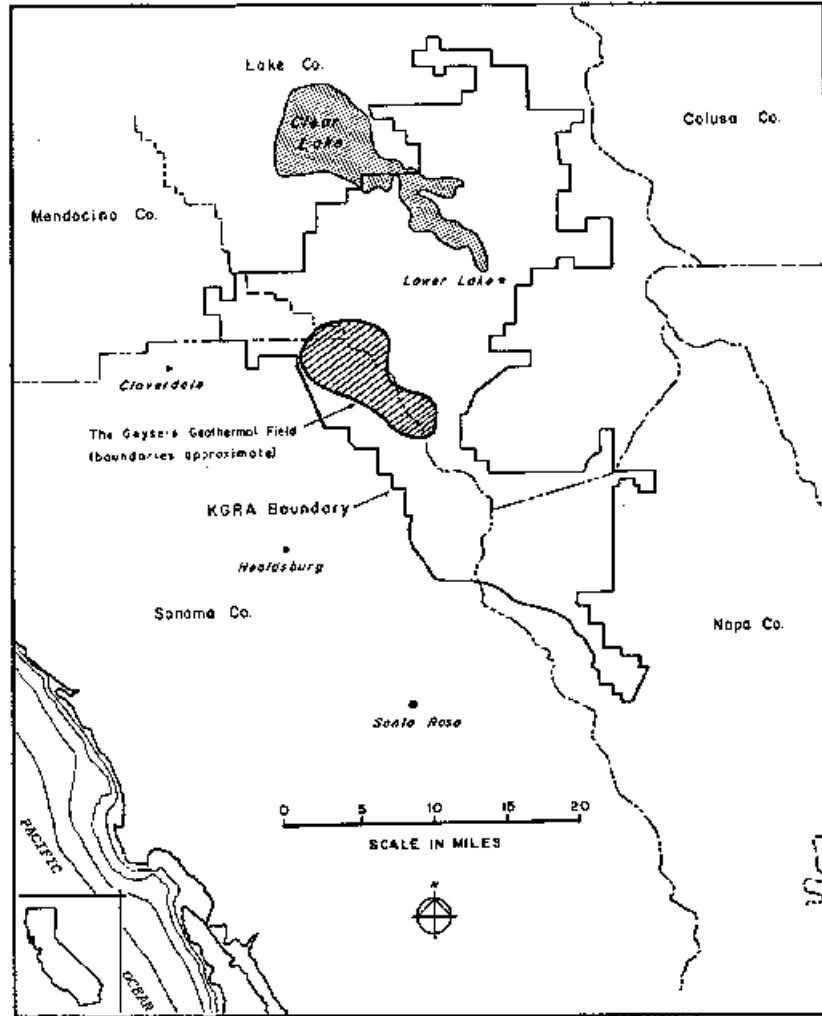 Lake Co.
Clear
Lake
Colusa Co.
Mendocino Co.
Lower Lake
Cloverdale
The Geysers Geothermal Field
(boundaries approximate)
KGRA Boundary
Healdsburg
Sonoma Co.
Napa Co.
Santa Rosa
0 5 10 15 20
SCALE IN MILES
PACIFIC
N
OCEAN